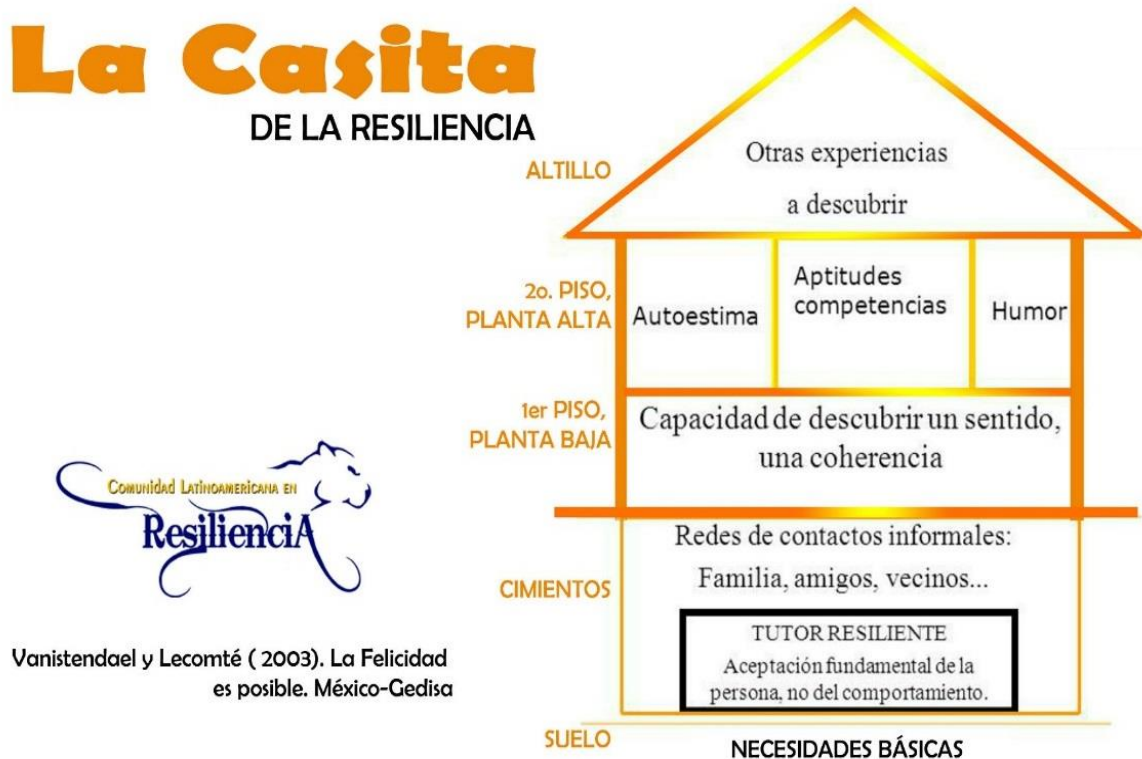 La Casita
DE LA RESILIENCIA
ALTILLO
Otras experiencias
a descubrir
2o. PISO,
PLANTA ALTA
Autoestima
Aptitudes
competencias
Humor
1er PISO,
PLANTA BAJA
Capacidad de descubrir un sentido,
una coherencia
COMUNIDAD LATINOAMERICANA EN
ResilienciA
CIMIENTOS
Redes de contactos informales:
Familia, amigos, vecinos...
TUTOR RESILIENTE
Aceptación fundamental de la
persona, no del comportamiento.
Vanistendael y Lecomté ( 2003). La Felicidad
es posible. México-Gedisa
SUELO
NECESIDADES BÁSICAS